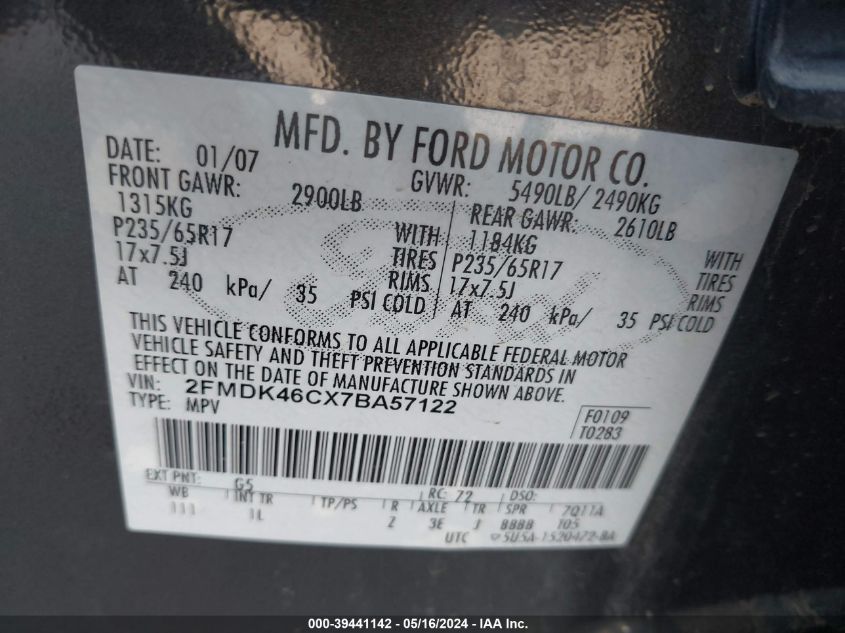 MFD. BY FORD MOTOR CO.
DATE: 01/07 GVWR: 5490LB/ 2490KG
FRONT GAWR: 2900LB REAR GAWR: 2610LB
1315KG WITH 1184KG WITH
P235/65R17 TIRES P235/65R17 TIRES
17x7.5J RIMS 17x7.5J RIMS
AT 240 kPa/ 35 PSI COLD AT 240 kPa/ 35 PSI COLD
THIS VEHICLE CONFORMS TO ALL APPLICABLE FEDERAL MOTOR
VEHICLE SAFETY AND THEFT PREVENTION STANDARDS IN
EFFECT ON THE DATE OF MANUFACTURE SHOWN ABOVE.
VIN: 2FMDK46CX7BA57122
TYPE: MPV
F0109
T0283
EXT PNT: G5 RC: 72 DSO:
WB INT TR TP/PS R AXLE TR SPR 7Q11A
111 1L Z 3E J 8888 T05
UTC 5U5A-1520472-BA
000-39441142 - 05/16/2024 - IAA Inc.